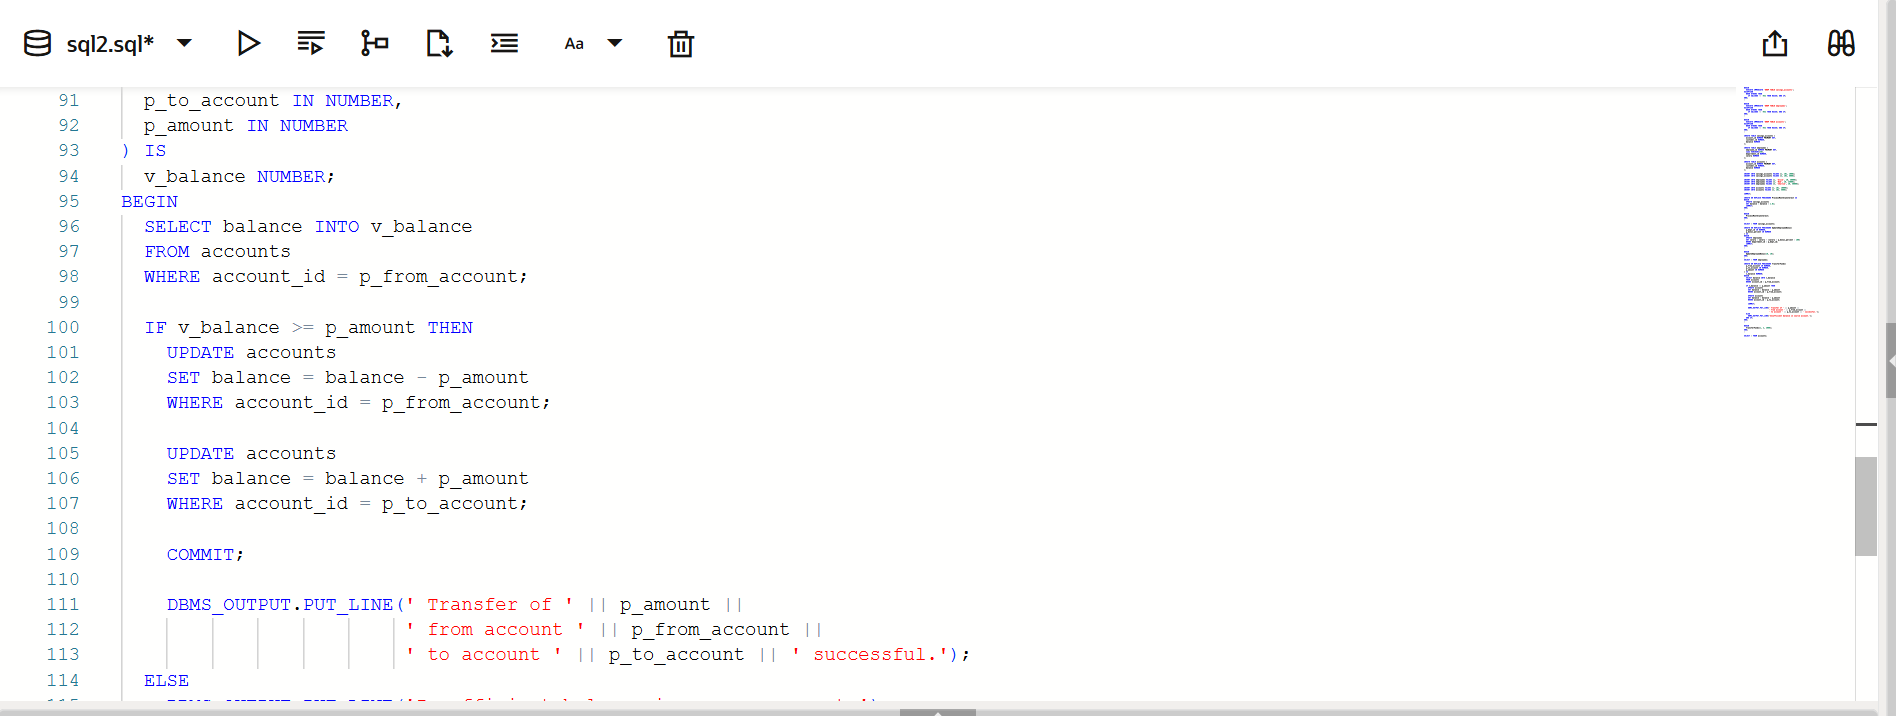 sql2.sql*
Aa
91 p_to_account IN NUMBER,
92 p_amount IN NUMBER
93 ) IS
94 v_balance NUMBER;
95 BEGIN
96 SELECT balance INTO v_balance
97 FROM accounts
98 WHERE account_id = p_from_account;
99
100 IF v_balance >= p_amount THEN
101 UPDATE accounts
102 SET balance = balance - p_amount
103 WHERE account_id = p_from_account;
104
105 UPDATE accounts
106 SET balance = balance + p_amount
107 WHERE account_id = p_to_account;
108
109 COMMIT;
110
111 DBMS_OUTPUT.PUT_LINE(' Transfer of ' || p_amount ||
112 ' from account ' || p_from_account ||
113 ' to account ' || p_to_account || ' successful.');
114 ELSE